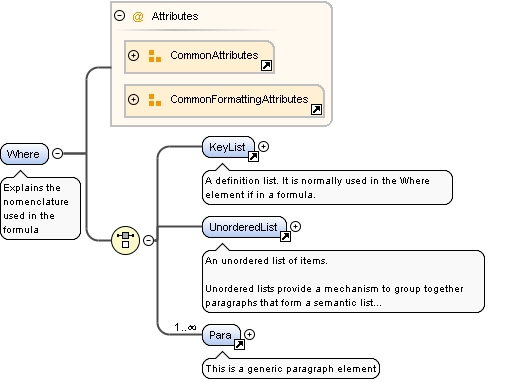 @ Attributes
CommonAttributes
CommonFormattingAttributes
Where
Explains the
nomenclature
used in the
formula
KeyList
A definition list. It is normally used in the Where
element if in a formula.
UnorderedList
An unordered list of items.
Unordered lists provide a mechanism to group together
paragraphs that form a semantic list...
1..∞
Para
This is a generic paragraph element